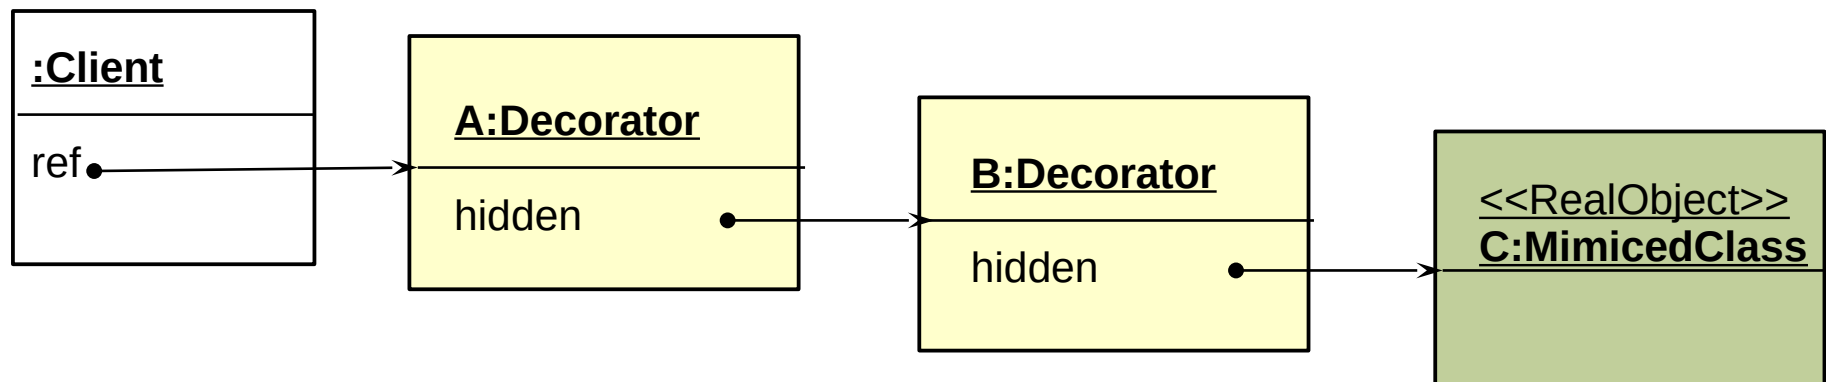 :Client
ref
A:Decorator
hidden
B:Decorator
hidden
<<RealObject>>
C:MimicedClass